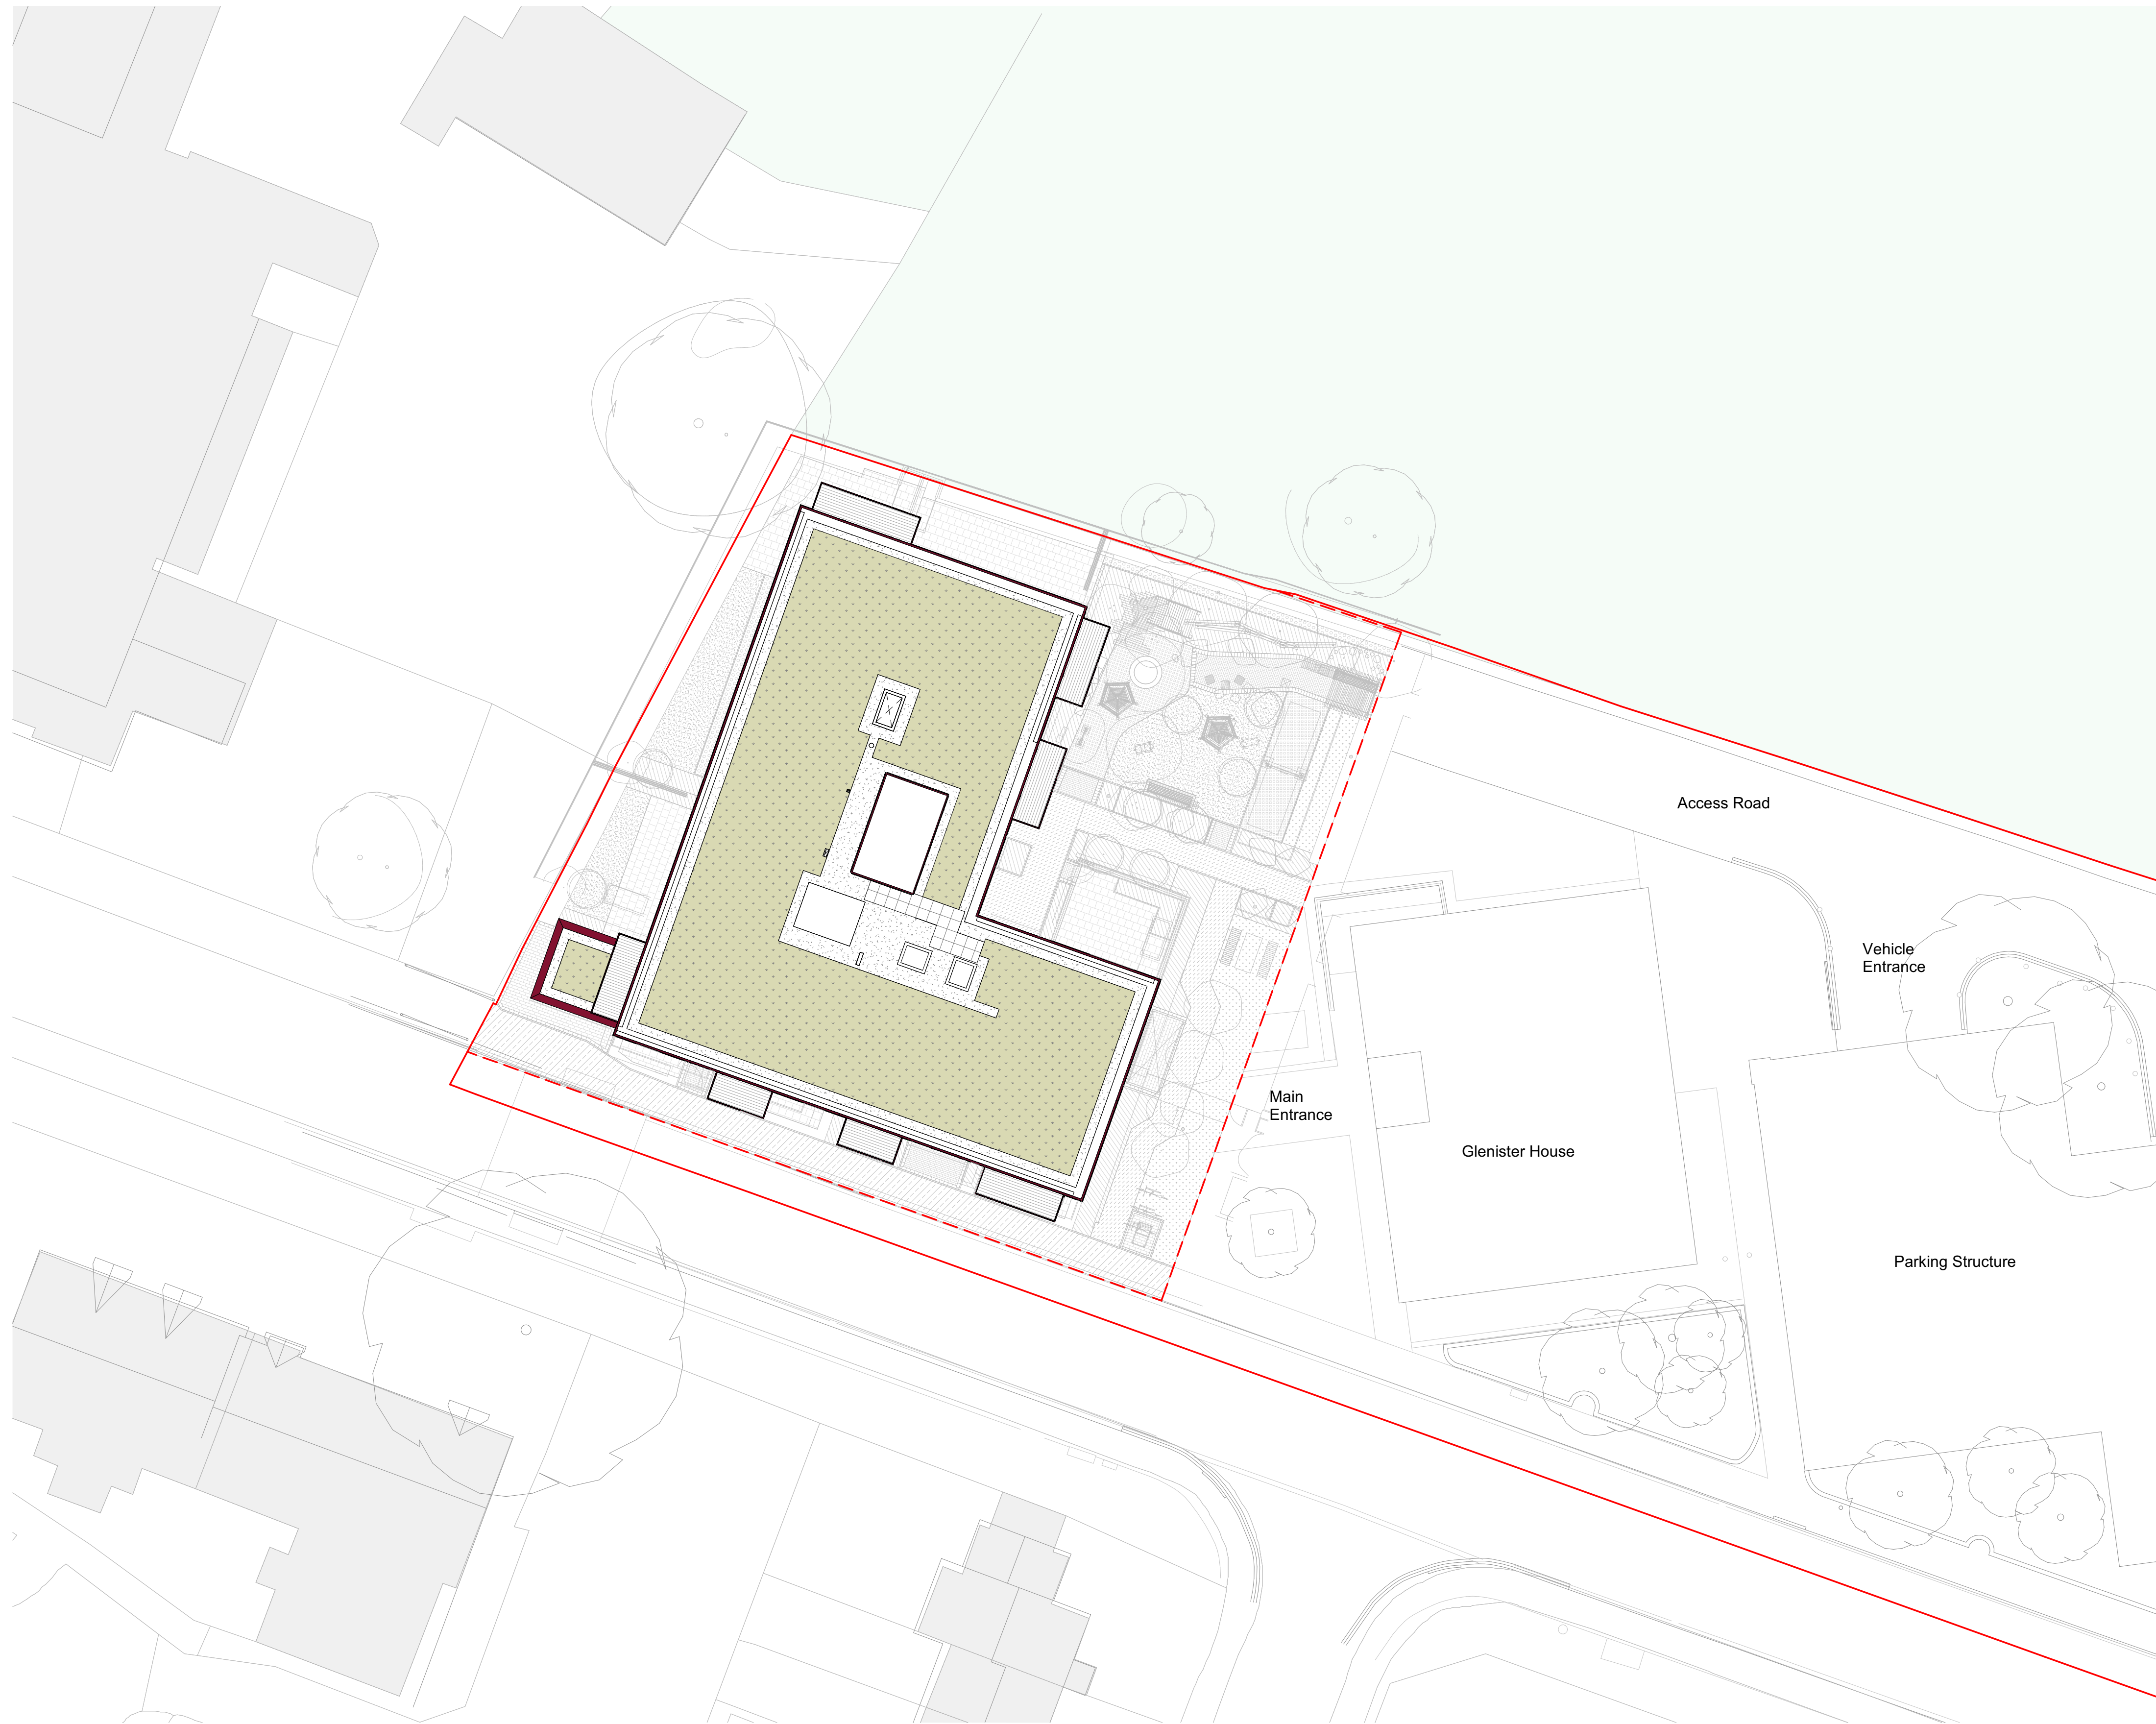 Access Road
Vehicle
Entrance
Main
Entrance
Glenister House
Parking Structure